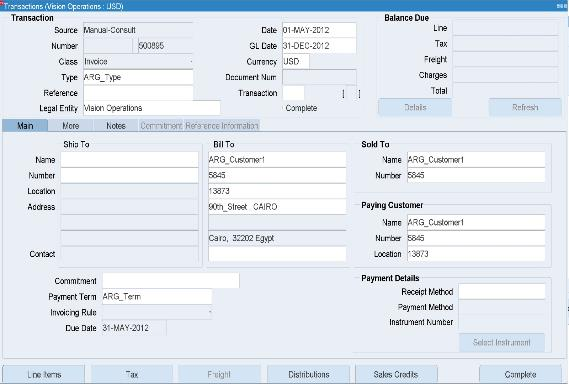 Transactions (Vision Operations : USD)
Transaction
Source Manual-Consult
Number 500895
Class Invoice
Type ARG_Type
Reference
Legal Entity Vision Operations
Date 01-MAY-2012
GL Date 31-DEC-2012
Currency USD
Document Num
Transaction [ ]
Complete
Balance Due
Line
Tax
Freight
Charges
Total
Details Refresh
Main More Notes Commitment Reference Information
Ship To
Name
Number
Location
Address
Contact
Bill To
ARG_Customer1
5845
13873
90th_Street CAIRO
Cairo, 32202 Egypt
Sold To
Name ARG_Customer1
Number 5845
Paying Customer
Name ARG_Customer1
Number 5845
Location 13873
Commitment
Payment Term ARG_Term
Invoicing Rule -
Due Date 31-MAY-2012
Payment Details
Receipt Method
Payment Method
Instrument Number
Select Instrument
Line Items Tax Freight Distributions Sales Credits Complete